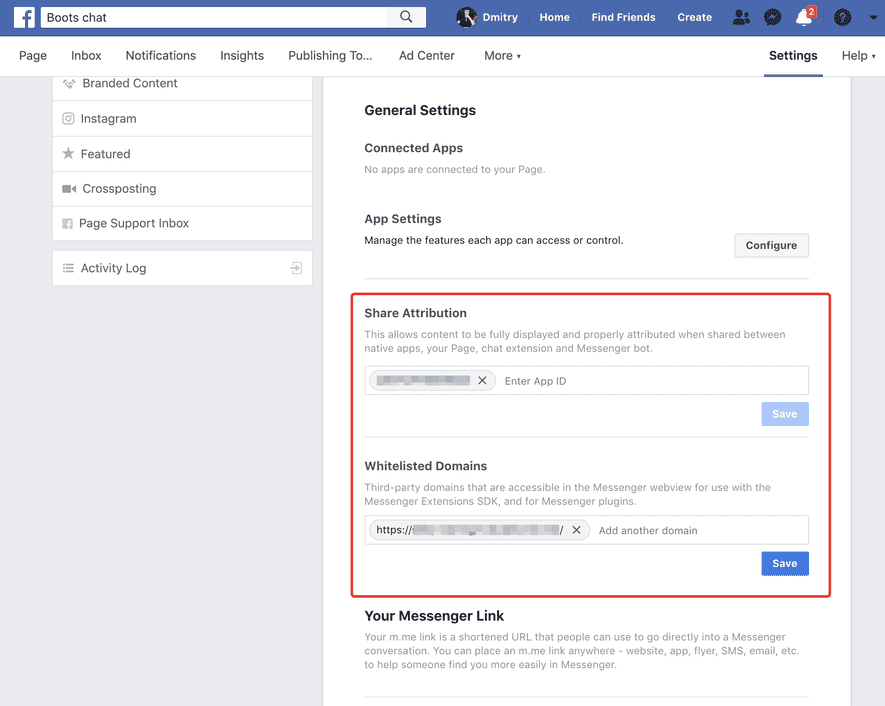 Boots chat
Dmitry
Home
Find Friends
Create
2
Page
Inbox
Notifications
Insights
Publishing To...
Ad Center
More
Settings
Help
Branded Content
Instagram
Featured
Crossposting
Page Support Inbox
Activity Log
General Settings
Connected Apps
No apps are connected to your Page.
App Settings
Manage the features each app can access or control.
Configure
Share Attribution
This allows content to be fully displayed and properly attributed when shared between
native apps, your Page, chat extension and Messenger bot.
Enter App ID
Save
Whitelisted Domains
Third-party domains that are accessible in the Messenger webview for use with the
Messenger Extensions SDK, and for Messenger plugins.
https:// /
Add another domain
Save
Your Messenger Link
Your m.me link is a shortened URL that people can use to go directly into a Messenger
conversation. You can place an m.me link anywhere - website, app, flyer, SMS, email, etc.
to help someone find you more easily in Messenger.